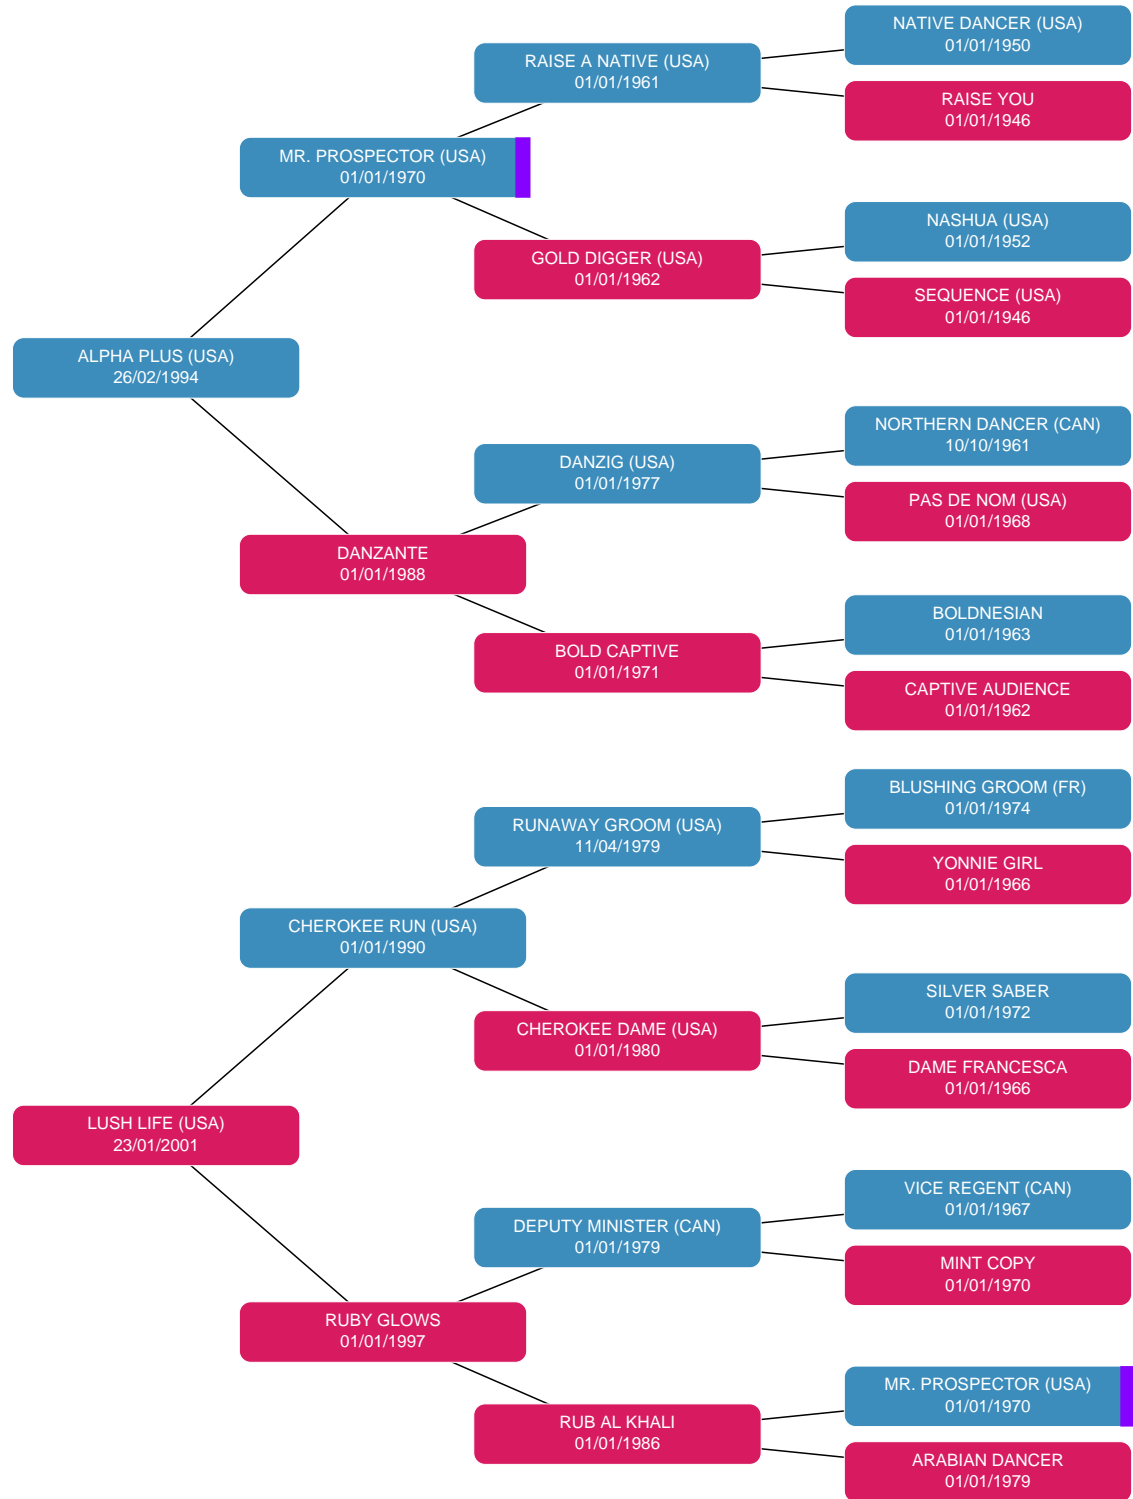 NATIVE DANCER (USA)
01/01/1950
RAISE A NATIVE (USA)
01/01/1961
RAISE YOU
01/01/1946
MR. PROSPECTOR (USA)
01/01/1970
NASHUA (USA)
01/01/1952
GOLD DIGGER (USA)
01/01/1962
SEQUENCE (USA)
01/01/1946
ALPHA PLUS (USA)
26/02/1994
NORTHERN DANCER (CAN)
10/10/1961
DANZIG (USA)
01/01/1977
PAS DE NOM (USA)
01/01/1968
DANZANTE
01/01/1988
BOLDNESIAN
01/01/1963
BOLD CAPTIVE
01/01/1971
CAPTIVE AUDIENCE
01/01/1962
BLUSHING GROOM (FR)
01/01/1974
RUNAWAY GROOM (USA)
11/04/1979
YONNIE GIRL
01/01/1966
CHEROKEE RUN (USA)
01/01/1990
SILVER SABER
01/01/1972
CHEROKEE DAME (USA)
01/01/1980
DAME FRANCESCA
01/01/1966
LUSH LIFE (USA)
23/01/2001
VICE REGENT (CAN)
01/01/1967
DEPUTY MINISTER (CAN)
01/01/1979
MINT COPY
01/01/1970
RUBY GLOWS
01/01/1997
MR. PROSPECTOR (USA)
01/01/1970
RUB AL KHALI
01/01/1986
ARABIAN DANCER
01/01/1979